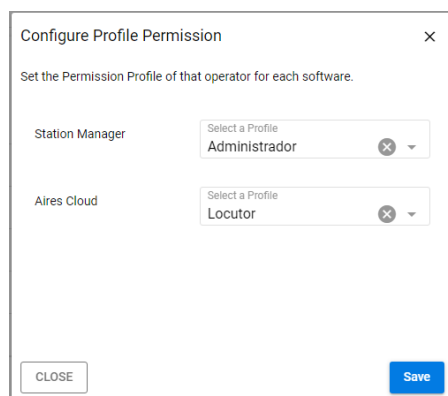 Configure Profile Permission
Set the Permission Profile of that operator for each software.
Station Manager
Select a Profile
Administrador
Aires Cloud
Select a Profile
Locutor
CLOSE
Save